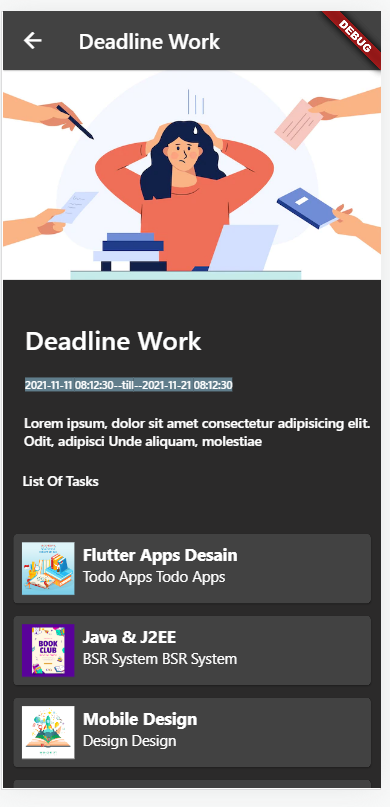 Deadline Work
DEBUG
Deadline Work
2021-11-11 08:12:30--till--2021-11-21 08:12:30
Lorem ipsum, dolor sit amet consectetur adipisicing elit.
Odit, adipisci Unde aliquam, molestiae
List Of Tasks
Flutter Apps Desain
Todo Apps Todo Apps
BOOK
CLUB
Java & J2EE
BSR System BSR System
Mobile Design
Design Design